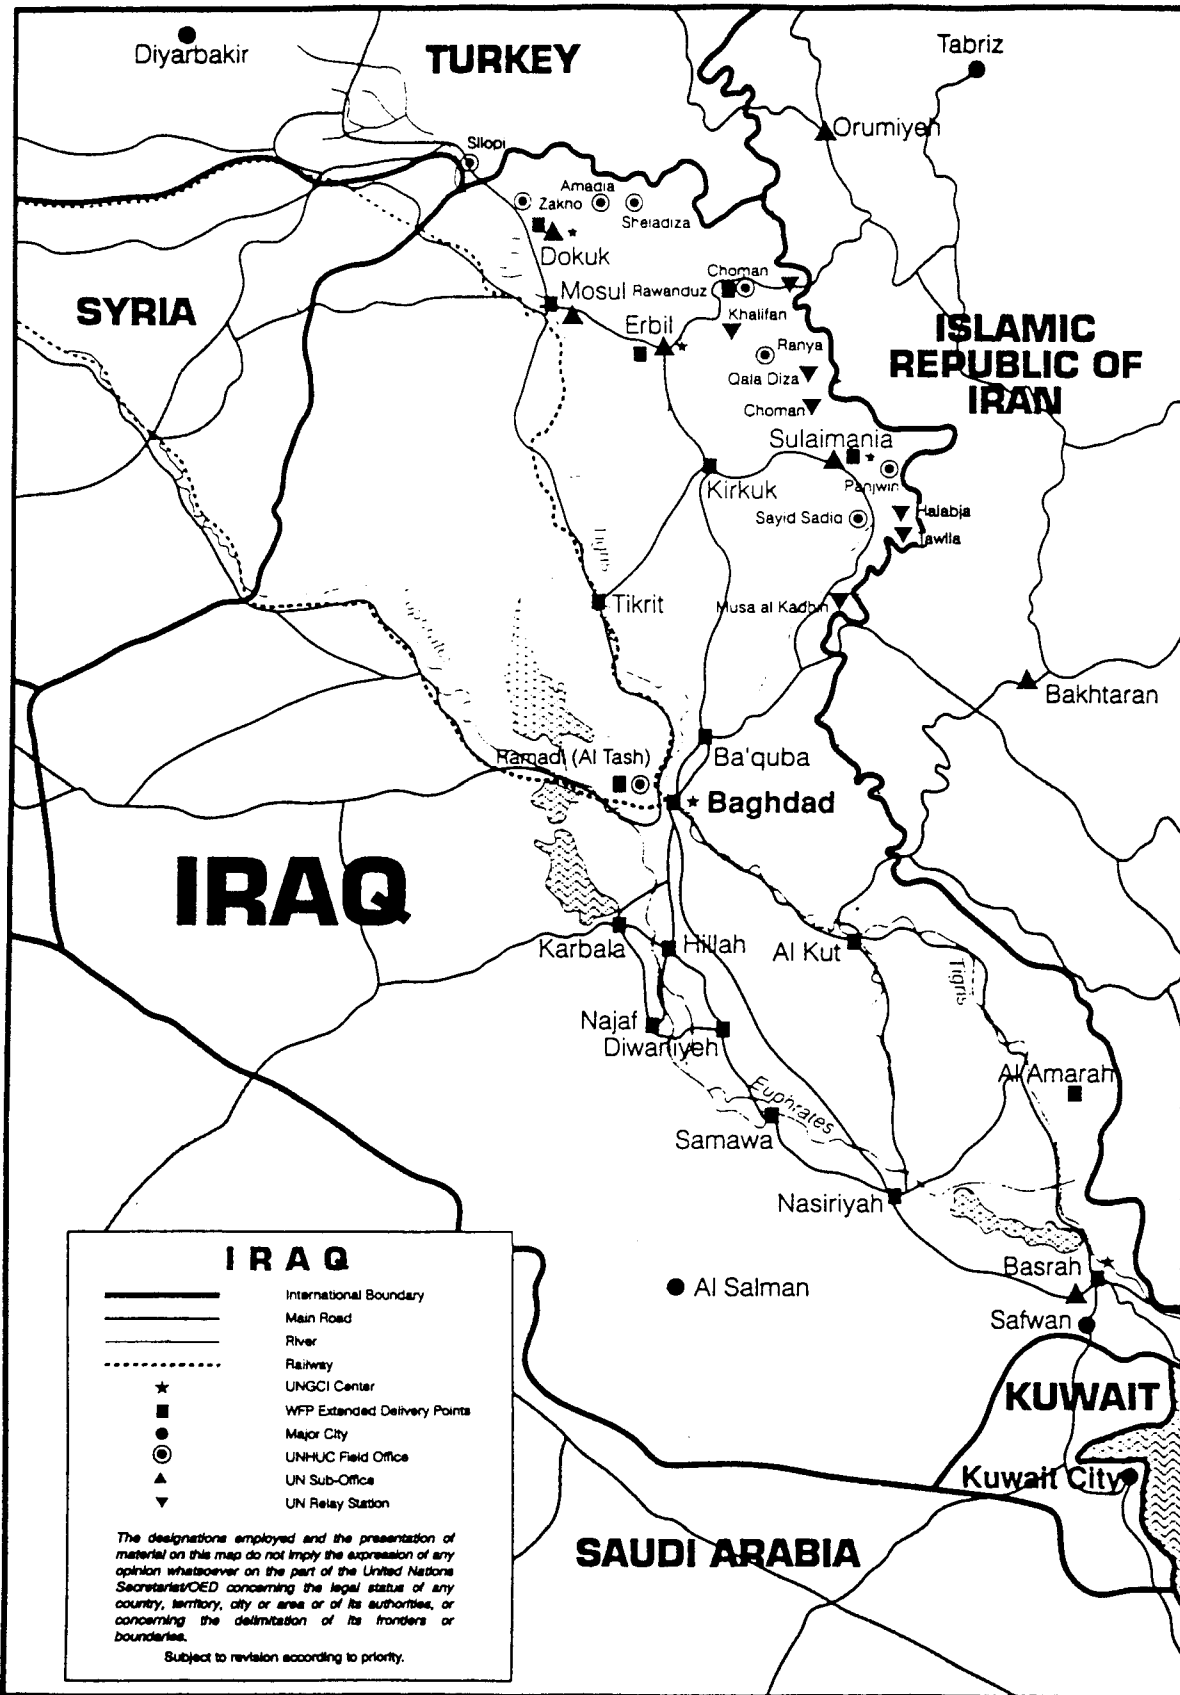 Diyarbakir
TURKEY
Tabriz
Orumiyeh
Silopi
Amadia
Zakho
Sheladiza
Dokuk
SYRIA
Mosul
Rawanduz
Choman
Khalifan
Erbil
Ranya
ISLAMIC
REPUBLIC OF
IRAN
Qala Diza
Choman
Sulaimania
Kirkuk
Panjwin
Sayid Sadiq
Halabja
Tawlia
Tikrit
Musa al Kadhin
Bakhtaran
Ramadi (Al Tash)
Ba'quba
Baghdad
IRAQ
Karbala
Hillah
Al Kut
Tigris
Najaf
Diwaniyeh
Al Amarah
Euphrates
Samawa
Nasiriyah
Basrah
Al Salman
Safwan
KUWAIT
Kuwait City
SAUDI ARABIA
IRAQ
International Boundary
Main Road
River
Railway
UNGCI Center
WFP Extended Delivery Points
Major City
UNHUC Field Office
UN Sub-Office
UN Relay Station
The designations employed and the presentation of
material on this map do not imply the expression of any
opinion whatsoever on the part of the United Nations
Secretariat/OED concerning the legal status of any
country, territory, city or area or of its authorities, or
concerning the delimitation of its frontiers or
boundaries.
Subject to revision according to priority.